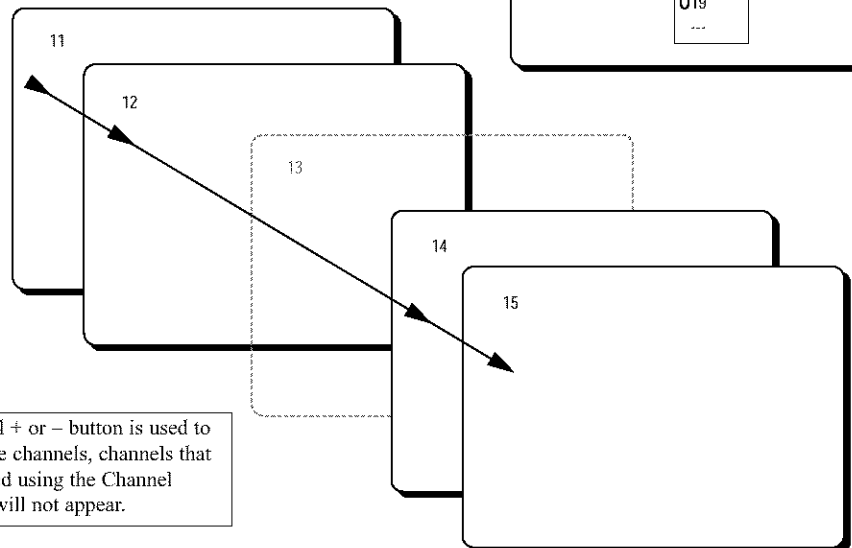 11
12
13
14
15
019
---
+ or – button is used to
channels, channels that
using the Channel
will not appear.